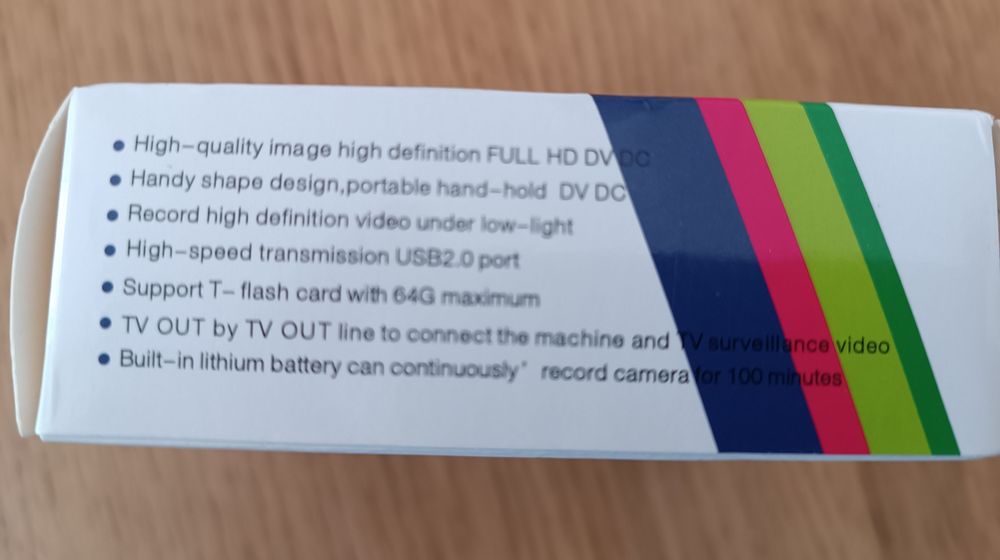 ● High-quality image high definition FULL HD DV DC
● Handy shape design,portable hand-hold DV DC
● Record high definition video under low-light
● High-speed transmission USB2.0 port
● Support T- flash card with 64G maximum
● TV OUT by TV OUT line to connect the machine and TV surveillance video
● Built-in lithium battery can continuously* record camera for 100 minutes